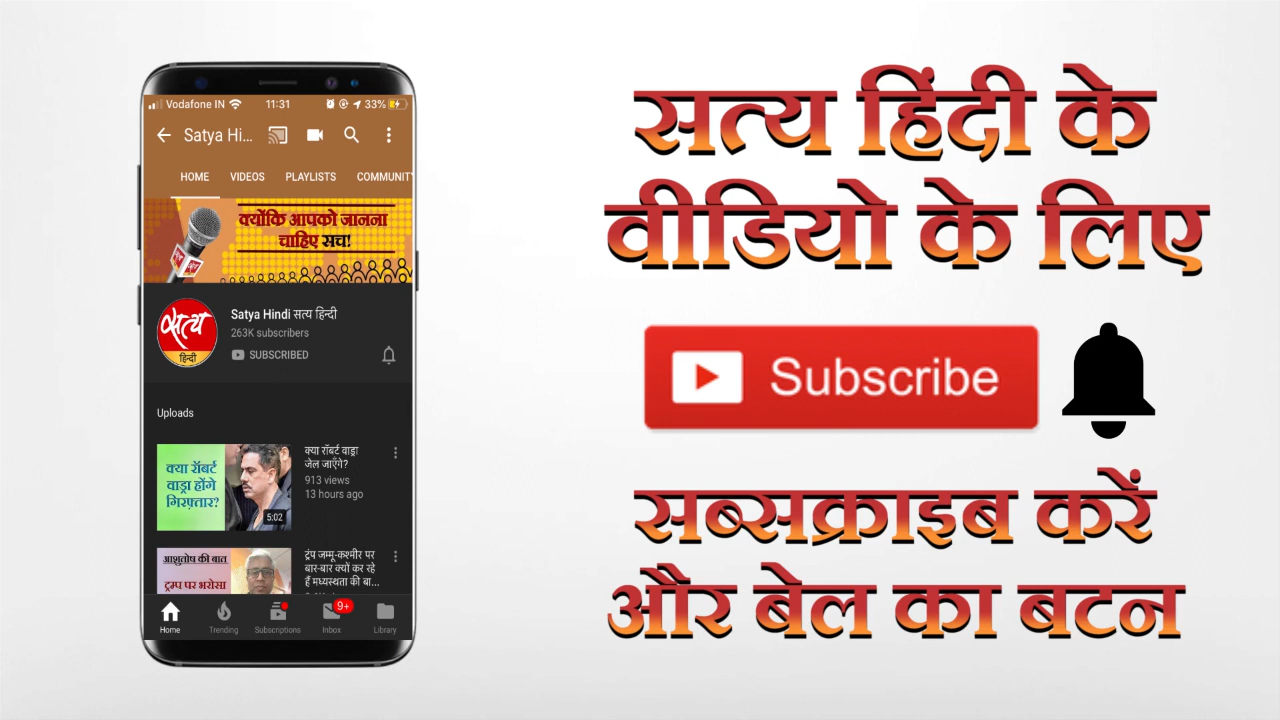 Vodafone IN 11:31 33%
Satya Hi...
HOME VIDEOS PLAYLISTS COMMUNITY
क्योंकि आपको जानना
चाहिए सच!
सत्य
हिन्दी
Satya Hindi सत्य हिन्दी
263K subscribers
SUBSCRIBED
Uploads
क्या रॉबर्ट
वाड्रा होंगे
गिरफ़्तार?
5:02
क्या रॉबर्ट वाड्रा
जेल जाएँगे?
913 views
13 hours ago
आशुतोष की बात
ट्रम्प पर भरोसा
ट्रंप जम्मू-कश्मीर पर
बार-बार क्यों कर रहे
हैं मध्यस्थता की बा...
Home Trending Subscriptions 9+ Inbox Library
सत्य हिंदी के
वीडियो के लिए
Subscribe
सब्सक्राइब करें
और बेल का बटन